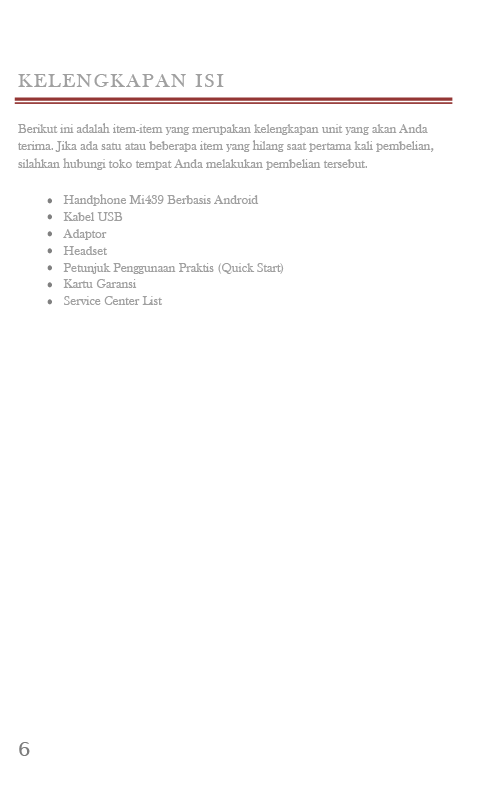 KELENGKAPAN ISI
Berikut ini adalah item-item yang merupakan kelengkapan unit yang akan Anda
terima. Jika ada satu atau beberapa item yang hilang saat pertama kali pembelian,
silahkan hubungi toko tempat Anda melakukan pembelian tersebut.
• Handphone Mi439 Berbasis Android
• Kabel USB
• Adaptor
• Headset
• Petunjuk Penggunaan Praktis (Quick Start)
• Kartu Garansi
• Service Center List
6